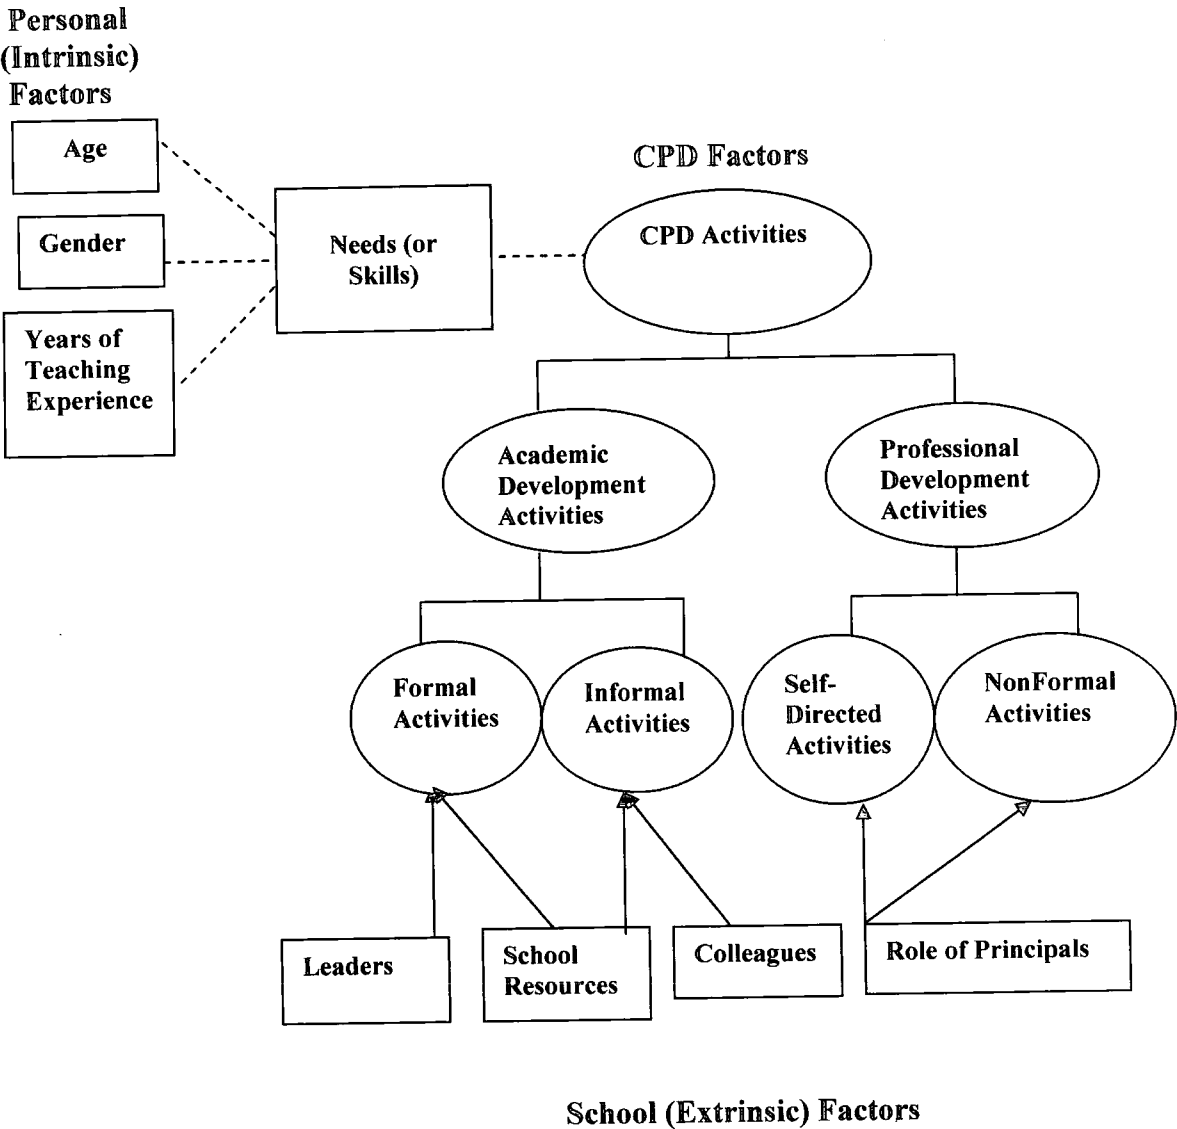 Personal
(Intrinsic)
Factors
Age
Gender
Years of
Teaching
Experience
Needs (or
Skills)
CPD Factors
CPD Activities
Academic
Development
Activities
Professional
Development
Activities
Formal
Activities
Informal
Activities
Self-
Directed
Activities
NonFormal
Activities
Leaders
School
Resources
Colleagues
Role of Principals
School (Extrinsic) Factors